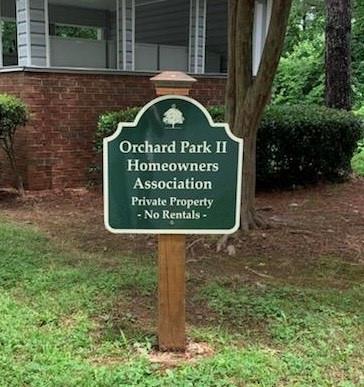 Orchard Park II
Homeowners
Association
Private Property
- No Rentals -